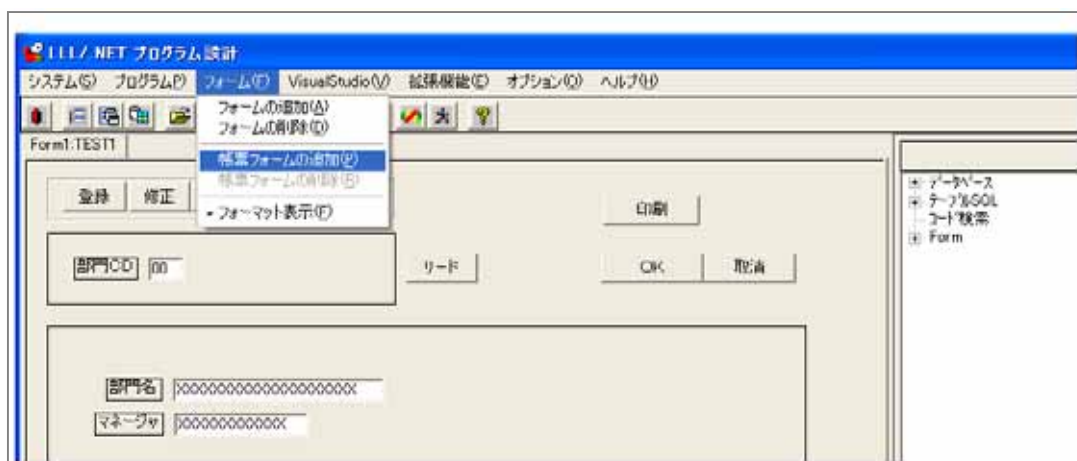 LLL/.NET プログラム設計
システム(S) プログラム(P) フォーム(F) VisualStudio(V) 拡張機能(E) オプション(O) ヘルプ(H)
フォームの追加(A)
フォームの削除(D)
帳票フォームの追加(P)
帳票フォームの削除(R)
フォーマット表示(F)
Form1:TEST1
登録 修正
印刷
部門CD 00
リード
OK 取消
部門名 XXXXXXXXXXXXXXXXXXXX
マネージャ XXXXXXXXXXXX
データベース
テーブルSQL
コード検索
Form